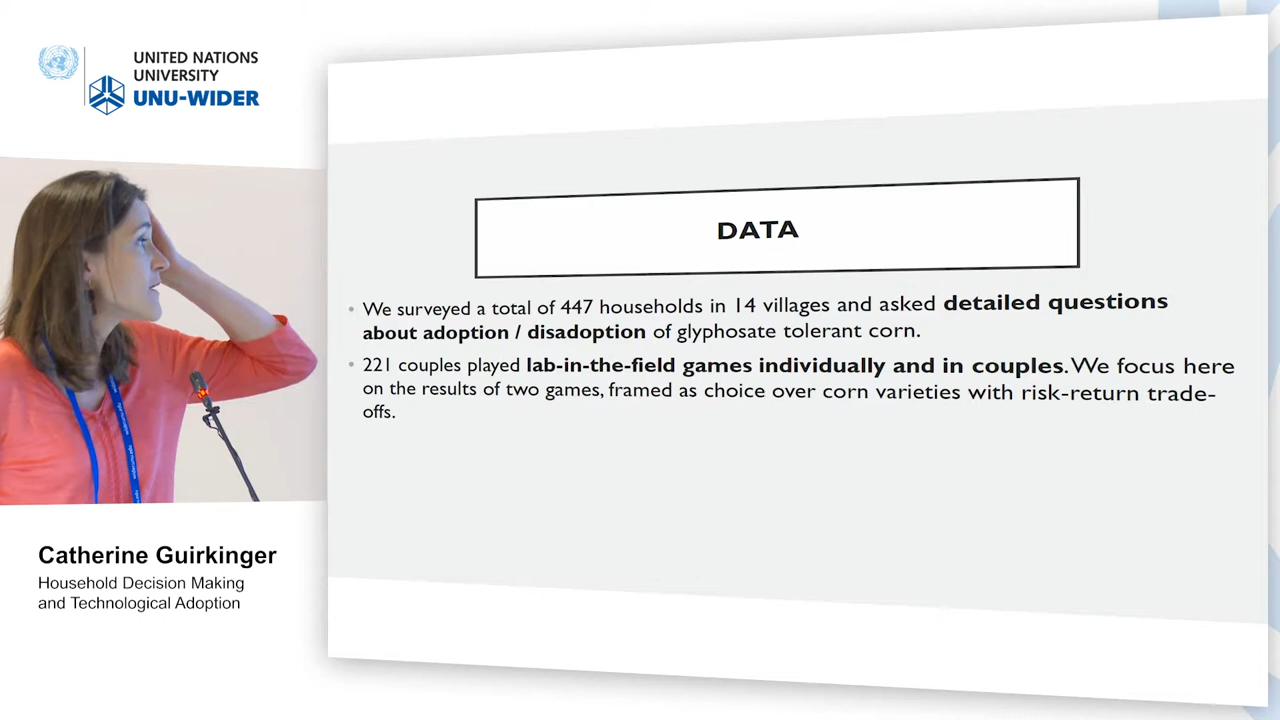 UNITED NATIONS
UNIVERSITY
UNU-WIDER
DATA
• We surveyed a total of 447 households in 14 villages and asked detailed questions
about adoption / disadoption of glyphosate tolerant corn.
• 221 couples played lab-in-the-field games individually and in couples. We focus here
on the results of two games, framed as choice over corn varieties with risk-return trade-
offs.
Catherine Guirkinger
Household Decision Making
and Technological Adoption